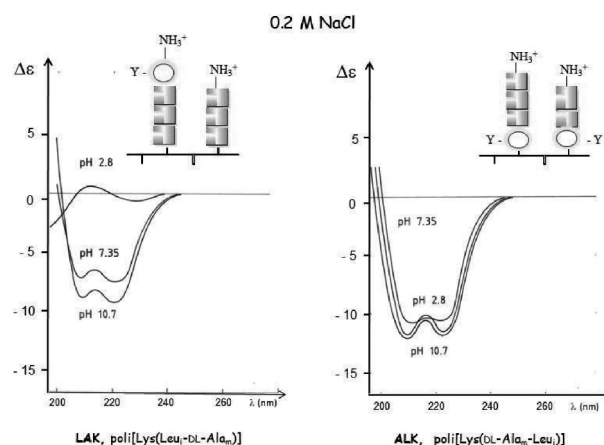 0.2 M NaCl
Δε
NH₃⁺
Y -
NH₃⁺
5
0
- 5
- 10
- 15
pH 2.8
pH 7.35
pH 10.7
200 220 240 260 λ (nm)
LAK, poli[Lys(Leuᵢ-DL-Alaₘ)]
Δε
NH₃⁺
NH₃⁺
Y-
-Y
5
0
- 5
- 10
- 15
pH 7.35
pH 2.8
pH 10.7
200 220 240 260 λ (nm)
ALK, poli[Lys(DL-Alaₘ-Leuᵢ)]